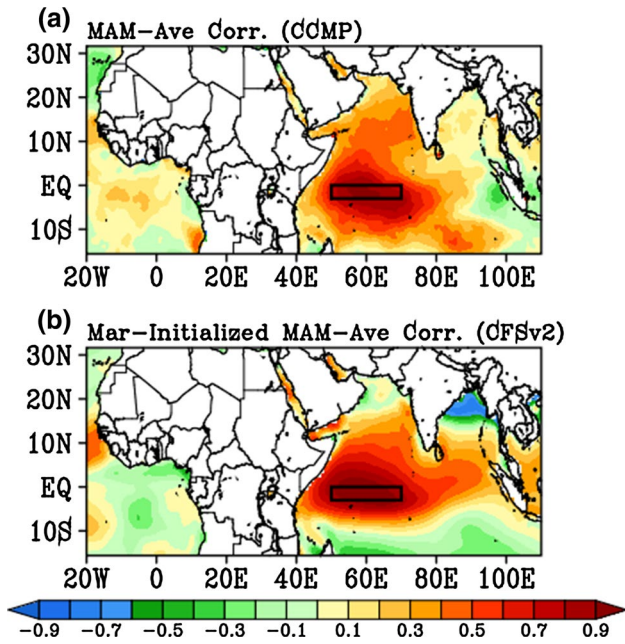 (a)
MAM-Ave Corr. (CCMP)
30N
20N
10N
EQ
10S
20W 0 20E 40E 60E 80E 100E
(b)
Mar-Initialized MAM-Ave Corr. (CFSv2)
30N
20N
10N
EQ
10S
20W 0 20E 40E 60E 80E 100E
-0.9 -0.7 -0.5 -0.3 -0.1 0.1 0.3 0.5 0.7 0.9